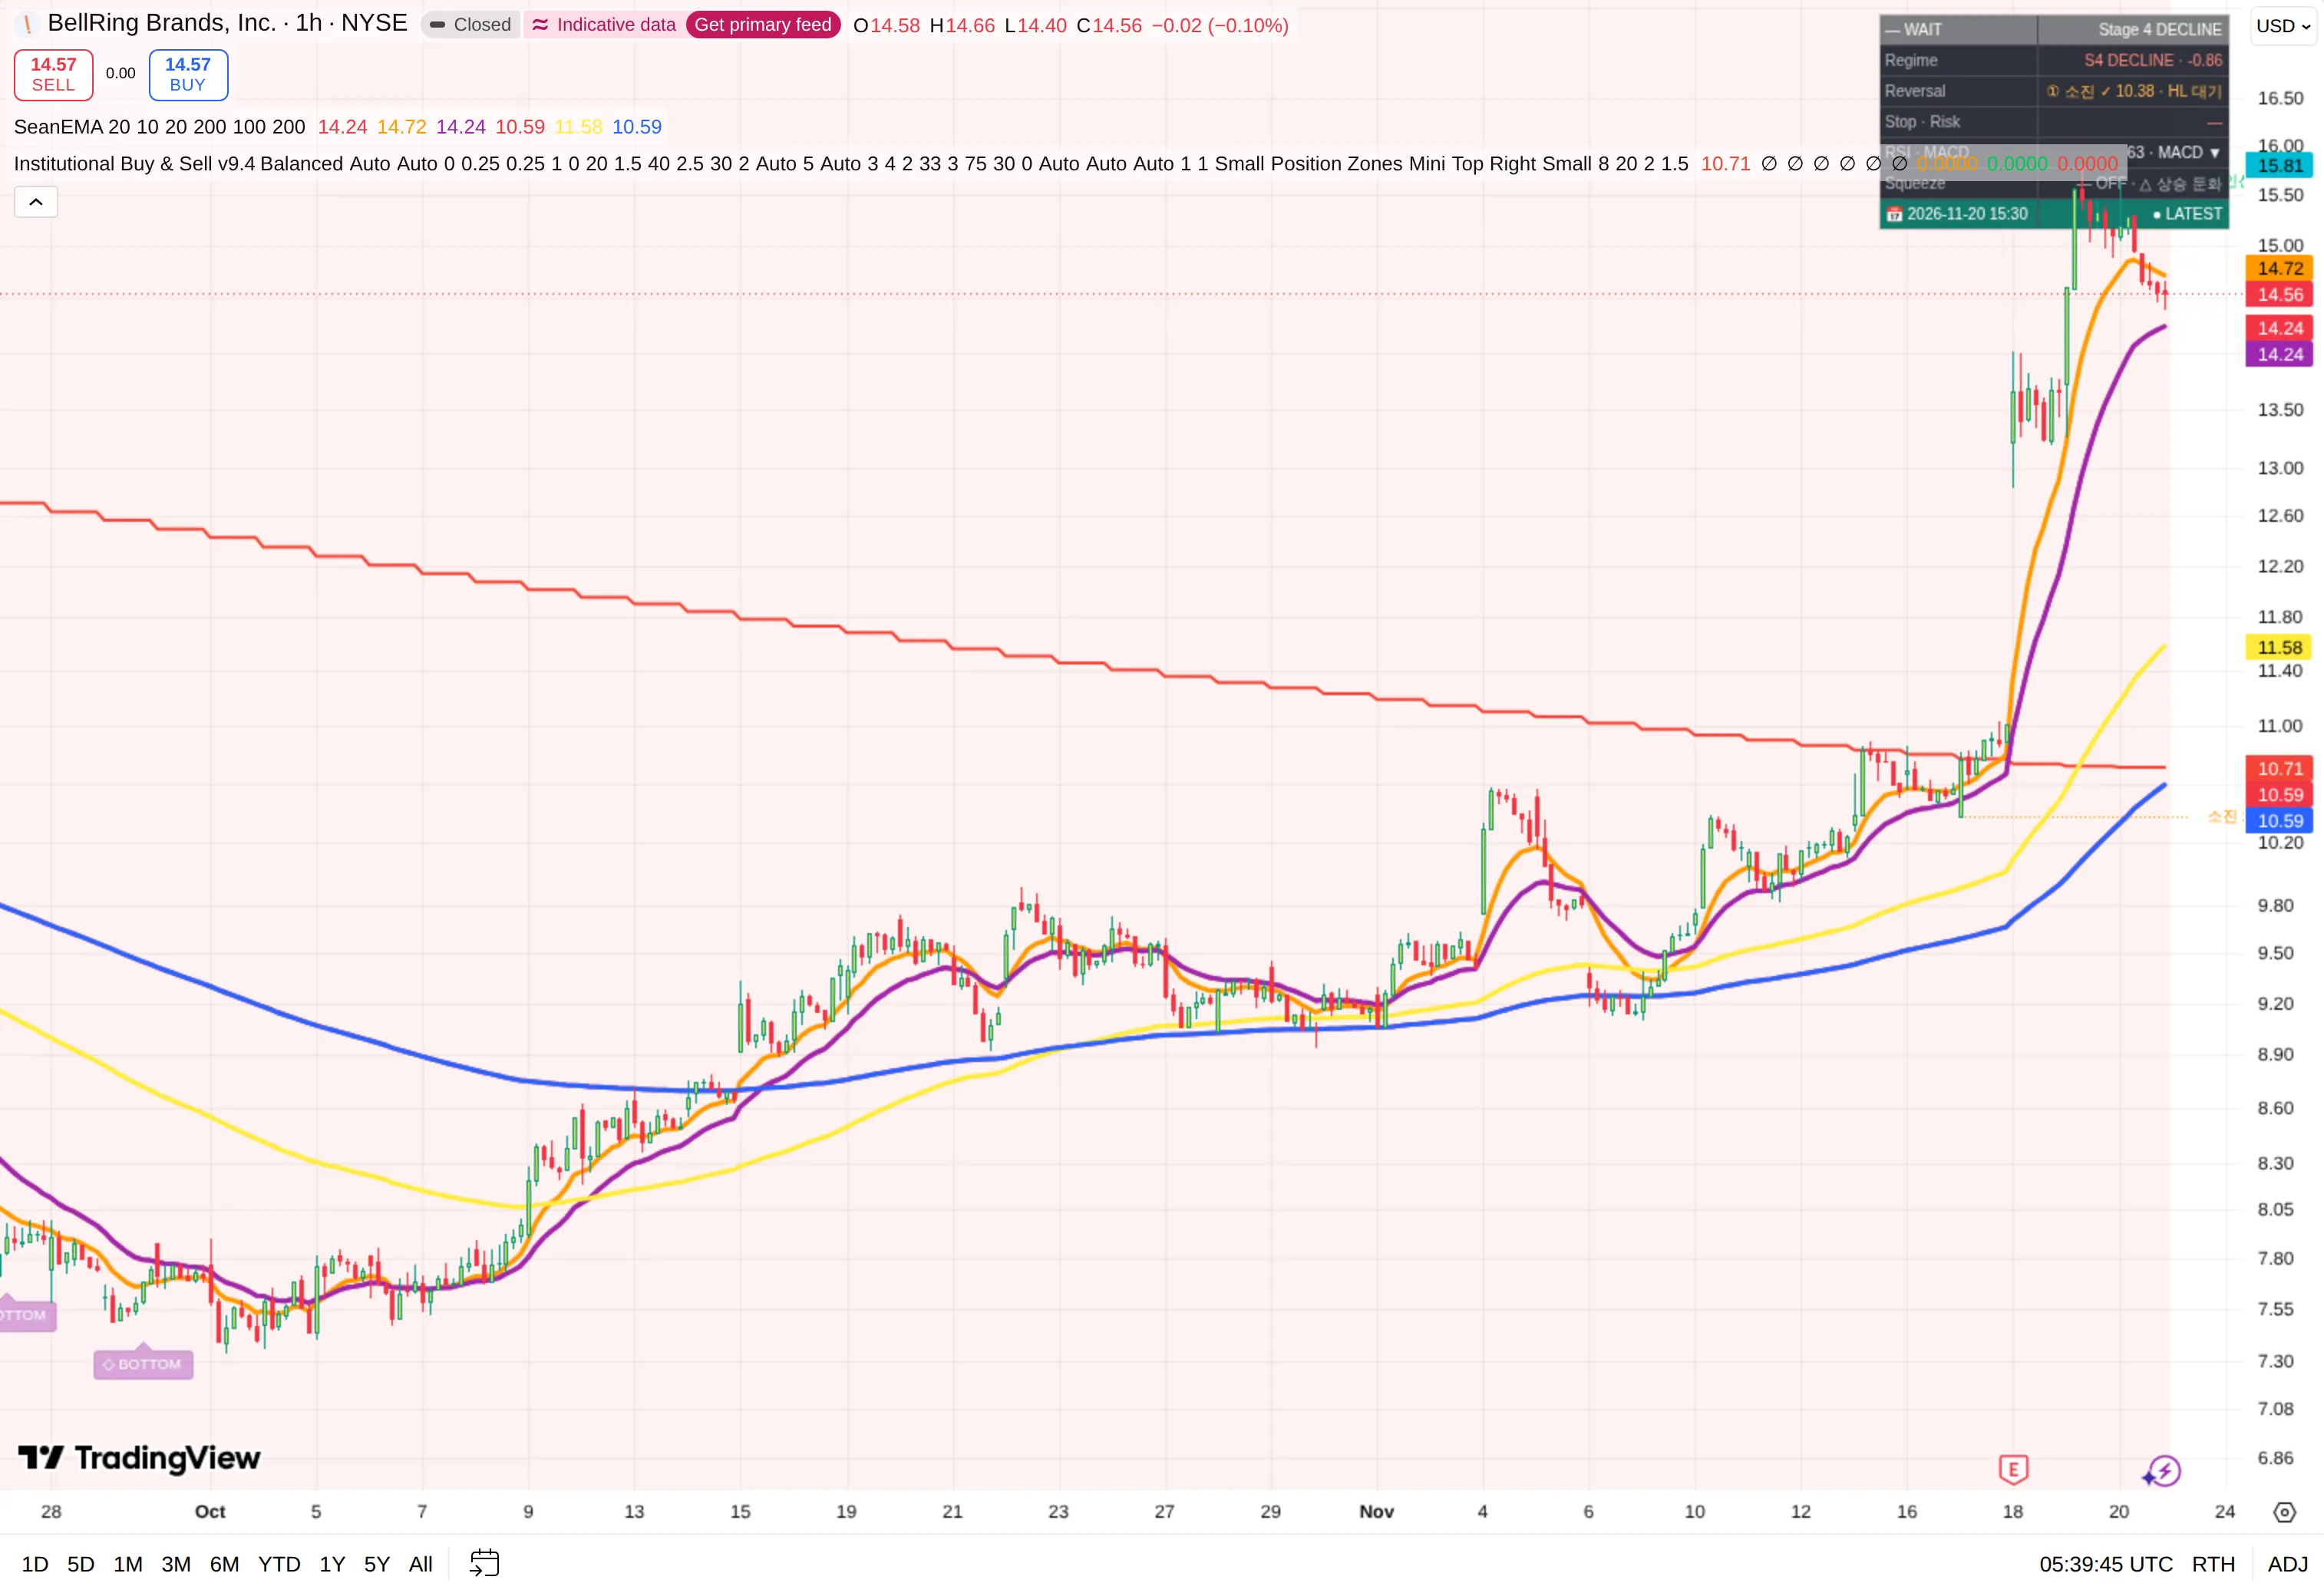 BellRing Brands, Inc. · 1h · NYSE Closed Indicative data Get primary feed O14.58 H14.66 L14.40 C14.56 −0.02 (−0.10%)
14.57 SELL 0.00 14.57 BUY
SeanEMA 20 10 20 200 100 200 14.24 14.72 14.24 10.59 11.58 10.59
Institutional Buy & Sell v9.4 Balanced Auto Auto 0 0.25 0.25 1 0 20 1.5 40 2.5 30 2 Auto 5 Auto 3 4 2 33 3 75 30 0 Auto Auto Auto 1 1 Small Position Zones Mini Top Right Small 8 20 2 1.5 10.71 ∅ ∅ ∅ ∅ ∅ ∅ 0.0000 0.0000 0.0000
— WAIT Stage 4 DECLINE
Regime S4 DECLINE · -0.86
Reversal ① 소진 ✓ 10.38 · HL 대기
Stop · Risk —
RSI · MACD 63 · MACD ▼
Squeeze — OFF · △ 상승 둔화
2026-11-20 15:30 ● LATEST
USD
16.50
16.00
15.81
15.50
15.00
14.72
14.56
14.24
14.24
13.50
13.00
12.60
12.20
11.80
11.58
11.40
11.00
10.71
10.59
소진 10.59
10.20
9.80
9.50
9.20
8.90
8.60
8.30
8.05
7.80
7.55
7.30
7.08
6.86
OTTOM
◇ BOTTOM
TradingView
E
28 Oct 5 7 9 13 15 19 21 23 27 29 Nov 4 6 10 12 16 18 20 24
1D 5D 1M 3M 6M YTD 1Y 5Y All 05:39:45 UTC RTH ADJ